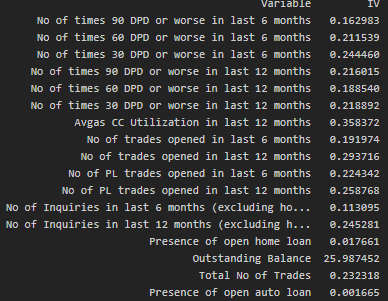 Variable IV
No of times 90 DPD or worse in last 6 months 0.162983
No of times 60 DPD or worse in last 6 months 0.211539
No of times 30 DPD or worse in last 6 months 0.244460
No of times 90 DPD or worse in last 12 months 0.216015
No of times 60 DPD or worse in last 12 months 0.188540
No of times 30 DPD or worse in last 12 months 0.218892
Avgas CC Utilization in last 12 months 0.358372
No of trades opened in last 6 months 0.191974
No of trades opened in last 12 months 0.293716
No of PL trades opened in last 6 months 0.224342
No of PL trades opened in last 12 months 0.258768
No of Inquiries in last 6 months (excluding ho... 0.113095
No of Inquiries in last 12 months (excluding h... 0.245281
Presence of open home loan 0.017661
Outstanding Balance 25.987452
Total No of Trades 0.232318
Presence of open auto loan 0.001665